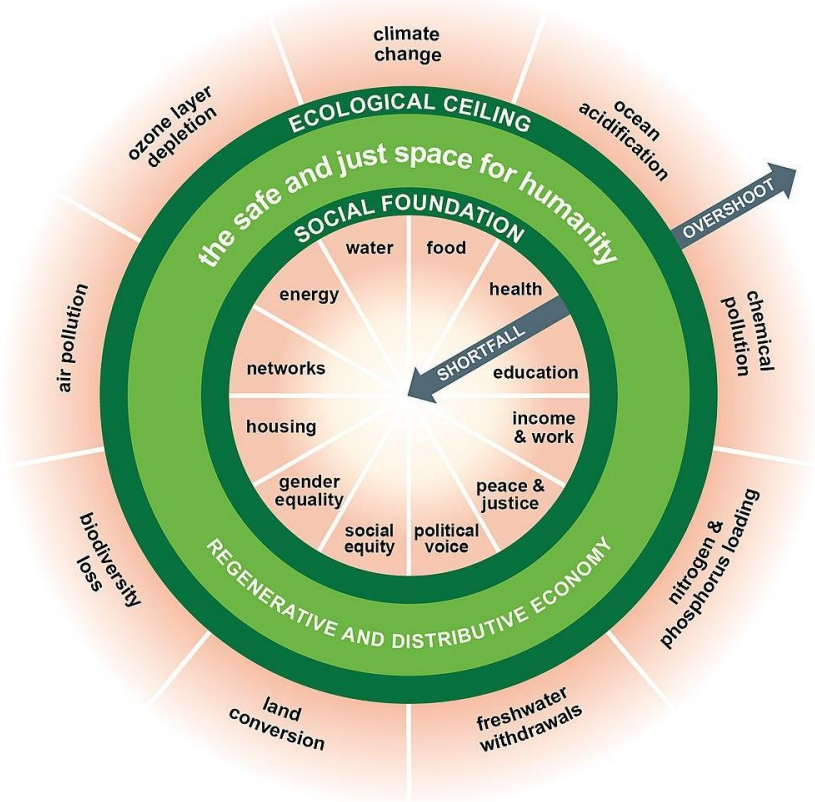 climate
change
ocean
acidification
OVERSHOOT
chemical
pollution
nitrogen &
phosphorus loading
freshwater
withdrawals
land
conversion
biodiversity
loss
air pollution
ozone layer
depletion
ECOLOGICAL CEILING
the safe and just space for humanity
SOCIAL FOUNDATION
water
food
health
SHORTFALL
education
income
& work
peace &
justice
political
voice
social
equity
gender
equality
housing
networks
energy
REGENERATIVE AND DISTRIBUTIVE ECONOMY